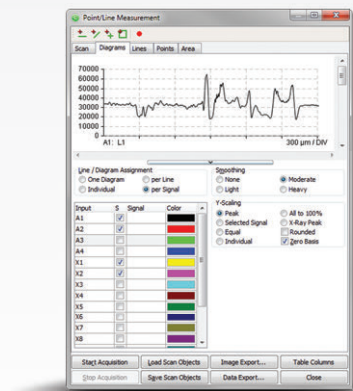 Point/Line Measurement
Scan Diagrams Lines Points Area
70000
60000
50000
40000
30000
20000
10000
0
A1: L1 300 µm / DIV
Line / Diagram Assignment
One Diagram per Line
Individual per Signal
Smoothing
None Moderate
Light Heavy
Y-Scaling
Peak All to 100%
Selected Signal X-Ray Peak
Equal Rounded
Individual Zero Basis
Input S Signal Color
A1
A2
A3
A4
X1
X2
X3
X4
X5
X6
X7
X8
Start Acquisition Load Scan Objects Image Export... Table Columns
Stop Acquisition Save Scan Objects Data Export... Close